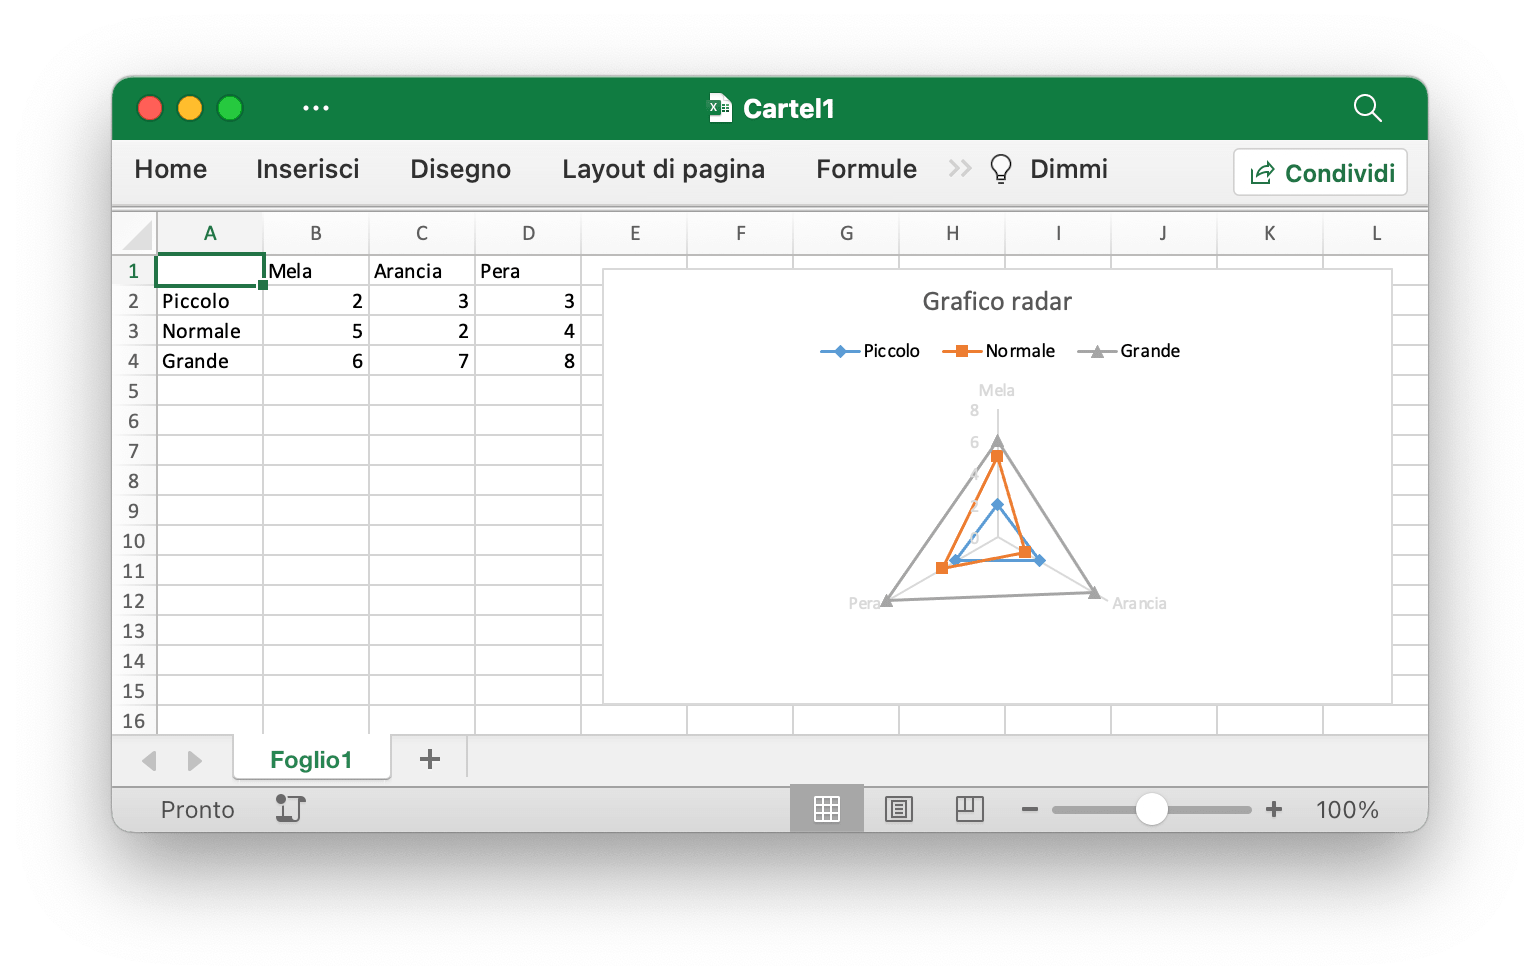 Cartel1
Home Inserisci Disegno Layout di pagina Formule Dimmi Condividi
A B C D E F G H I J K L
1 Mela Arancia Pera
2 Piccolo 2 3 3
3 Normale 5 2 4
4 Grande 6 7 8
5
6
7
8
9
10
11
12
13
14
15
16
Grafico radar
Piccolo Normale Grande
Mela
8
6
4
2
0
Pera Arancia
Foglio1
Pronto 100%